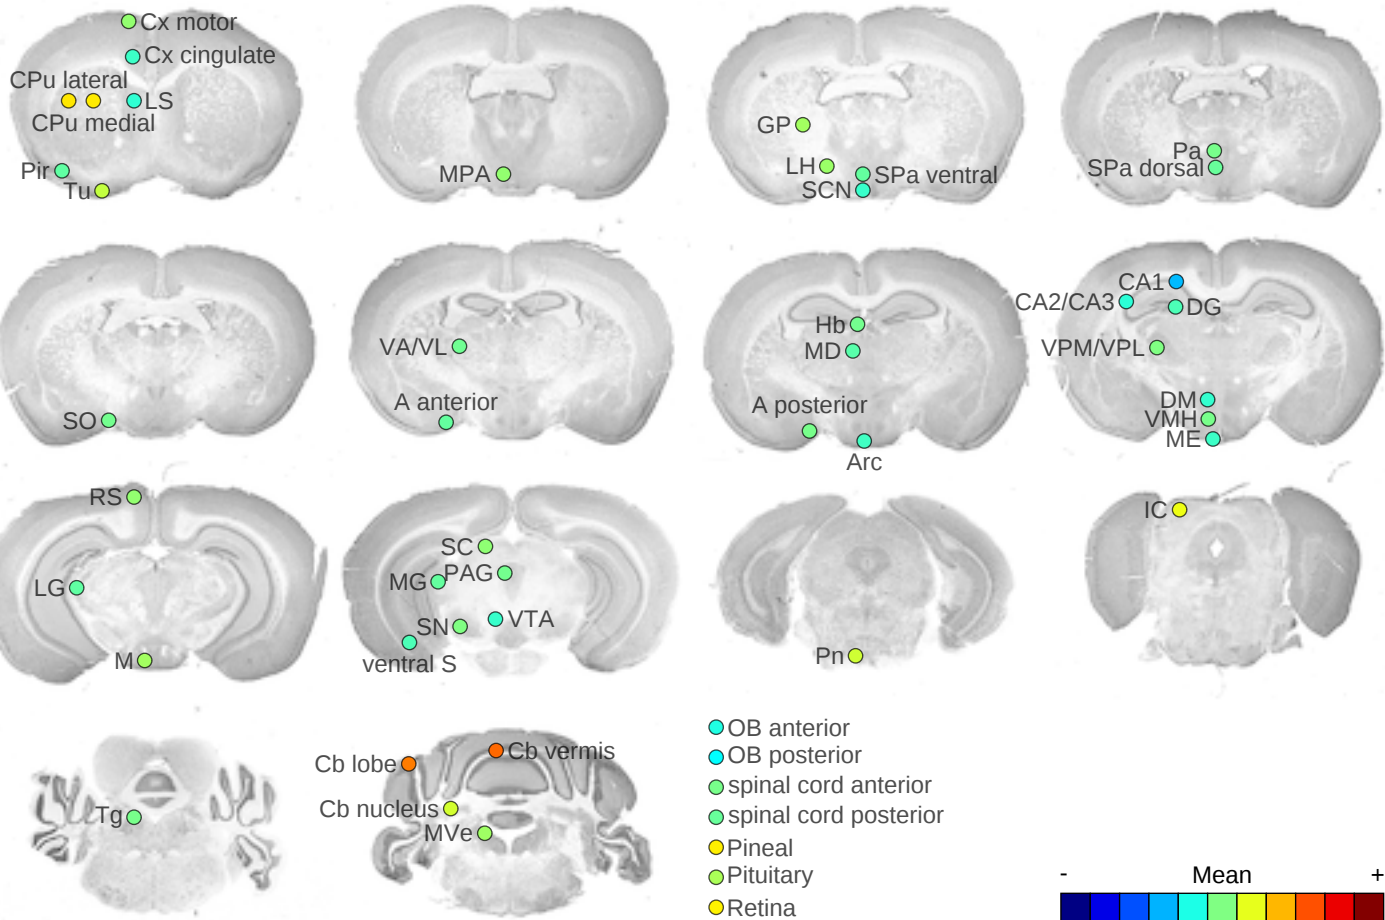 Cx motor
Cx cingulate
CPu lateral
LS
CPu medial
Pir
Tu
MPA
GP
LH
SPa ventral
SCN
Pa
SPa dorsal
SO
VA/VL
A anterior
Hb
MD
A posterior
Arc
CA1
CA2/CA3
DG
VPM/VPL
DM
VMH
ME
RS
LG
M
SC
MG
PAG
SN
VTA
ventral S
Pn
IC
Tg
Cb lobe
Cb vermis
Cb nucleus
MVe
OB anterior
OB posterior
spinal cord anterior
spinal cord posterior
Pineal
Pituitary
Retina
- Mean +